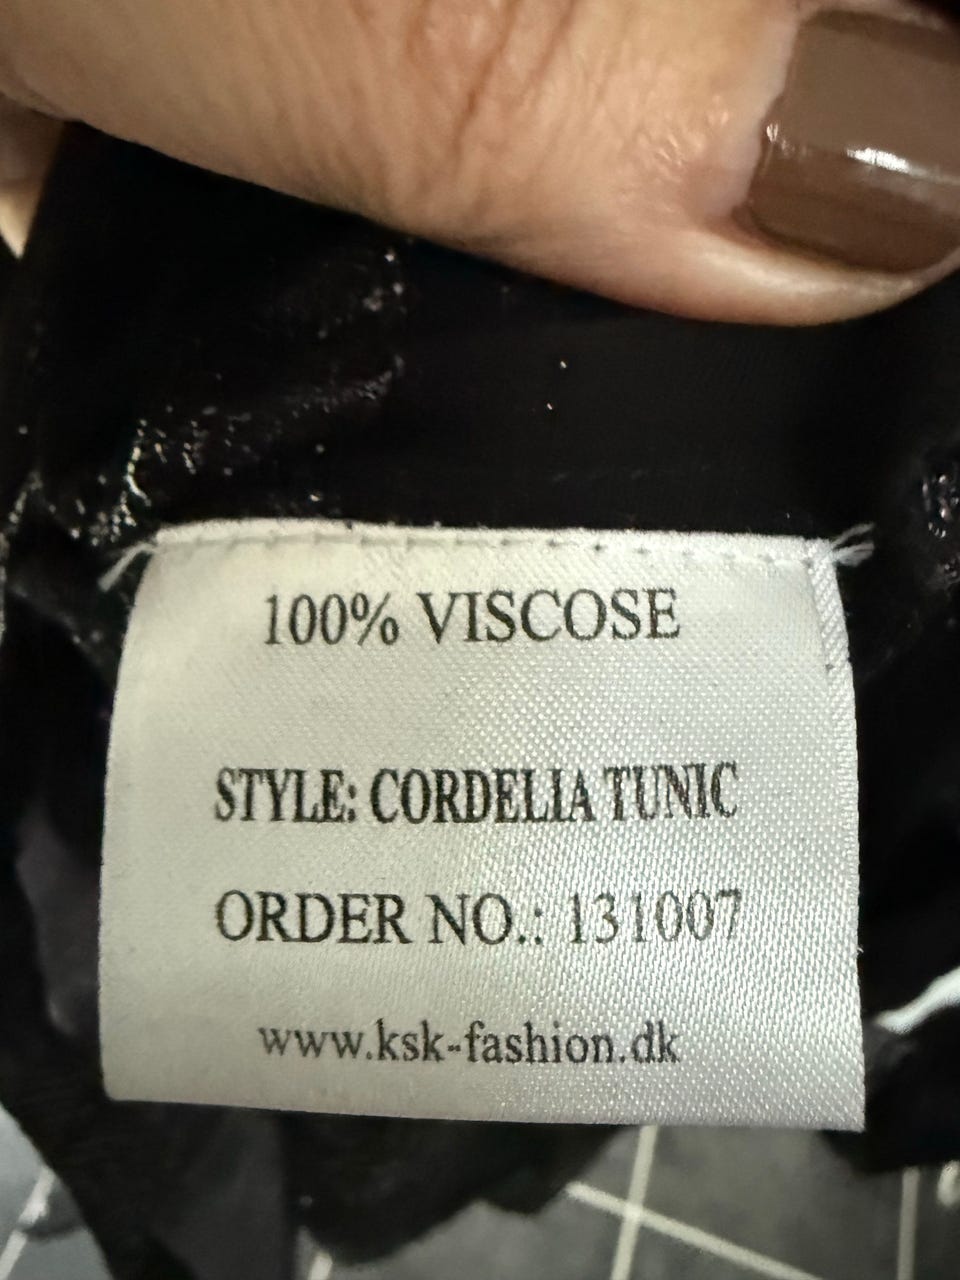 100% VISCOSE
STYLE: CORDELIA TUNIC
ORDER NO.: 131007
www.ksk-fashion.dk